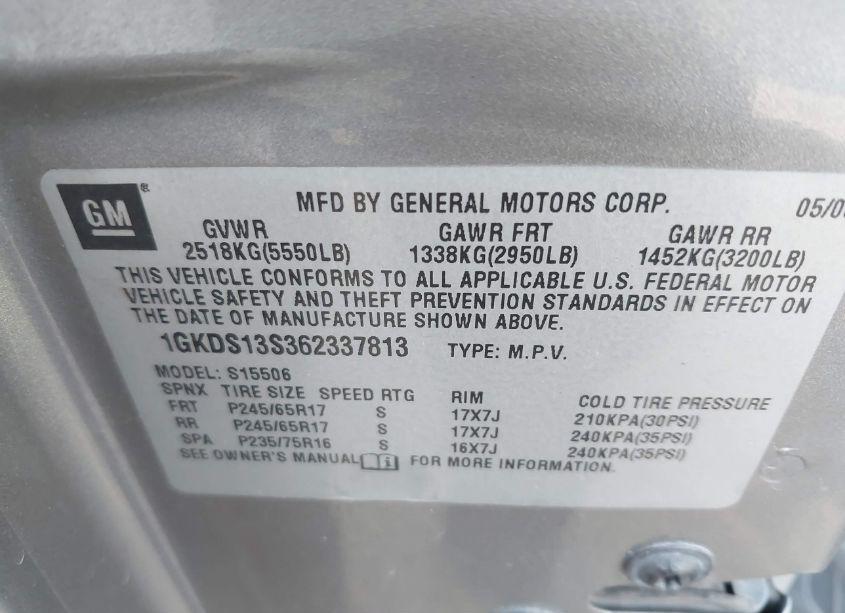 GM ® MFD BY GENERAL MOTORS CORP. 05/0
GVWR GAWR FRT GAWR RR
2518KG(5550LB) 1338KG(2950LB) 1452KG(3200LB)
THIS VEHICLE CONFORMS TO ALL APPLICABLE U.S. FEDERAL MOTOR
VEHICLE SAFETY AND THEFT PREVENTION STANDARDS IN EFFECT ON
THE DATE OF MANUFACTURE SHOWN ABOVE.
1GKDS13S362337813 TYPE: M.P.V.
MODEL: S15506
SPNX TIRE SIZE SPEED RTG RIM COLD TIRE PRESSURE
FRT P245/65R17 S 17X7J 210KPA(30PSI)
RR P245/65R17 S 17X7J 240KPA(35PSI)
SPA P235/75R16 S 16X7J 240KPA(35PSI)
SEE OWNER'S MANUAL FOR MORE INFORMATION.